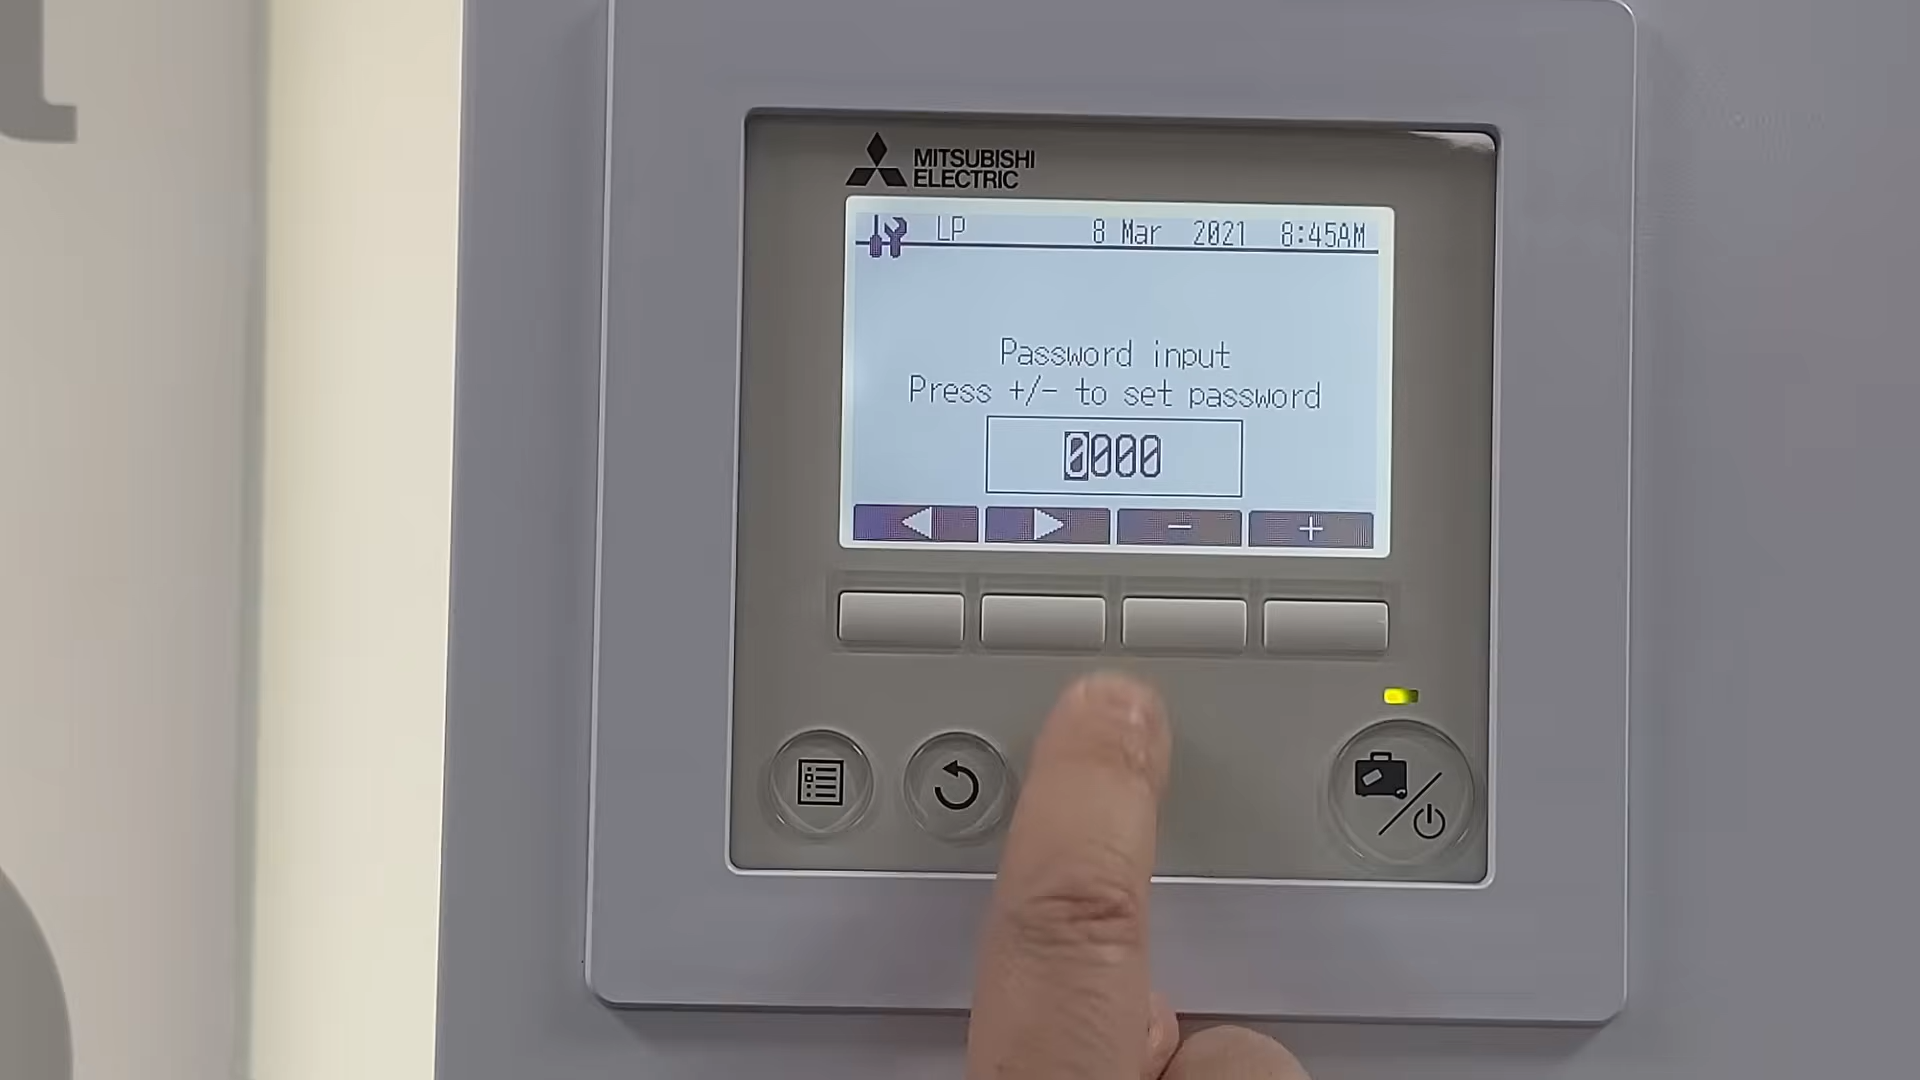 MITSUBISHI
ELECTRIC
LP 8 Mar 2021 8:45AM
Password input
Press +/- to set password
0000
- +